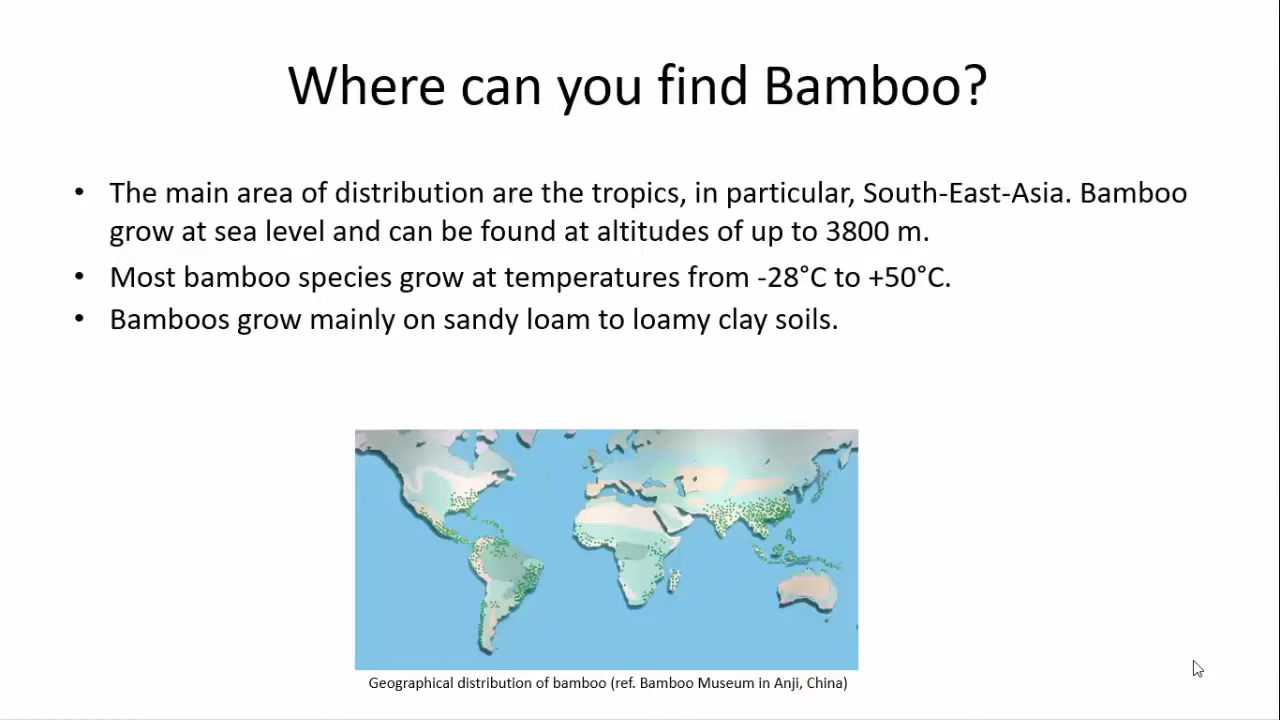 Where can you find Bamboo?
• The main area of distribution are the tropics, in particular, South-East-Asia. Bamboo
grow at sea level and can be found at altitudes of up to 3800 m.
• Most bamboo species grow at temperatures from -28°C to +50°C.
• Bamboos grow mainly on sandy loam to loamy clay soils.
Geographical distribution of bamboo (ref. Bamboo Museum in Anji, China)